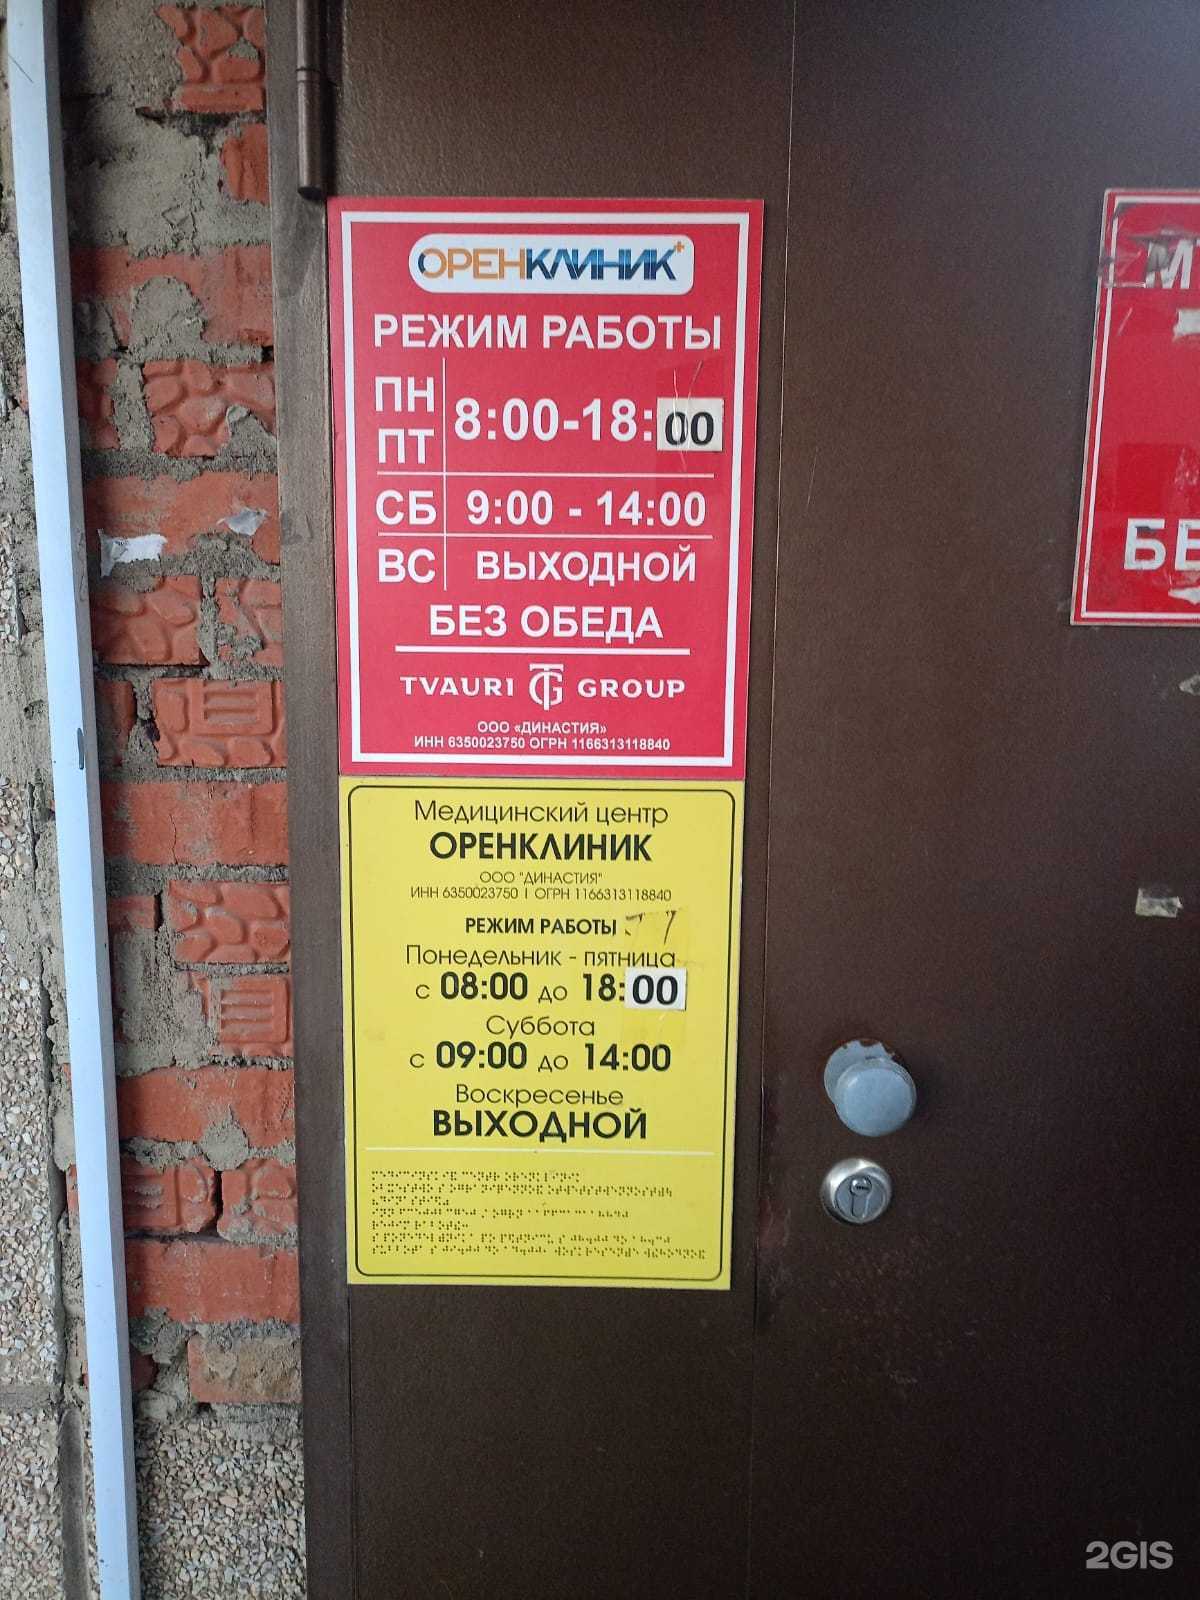 ОРЕНКЛИНИК+
РЕЖИМ РАБОТЫ
ПН
ПТ
8:00-18:00
СБ 9:00 - 14:00
ВС ВЫХОДНОЙ
БЕЗ ОБЕДА
TVAURI TG GROUP
ООО «ДИНАСТИЯ»
ИНН 6350023750 ОГРН 1166313118840
Медицинский центр
ОРЕНКЛИНИК
ООО "ДИНАСТИЯ"
ИНН 6350023750 | ОГРН 1166313118840
РЕЖИМ РАБОТЫ
Понедельник - пятница
с 08:00 до 18:00
Суббота
с 09:00 до 14:00
Воскресенье
ВЫХОДНОЙ
2GIS